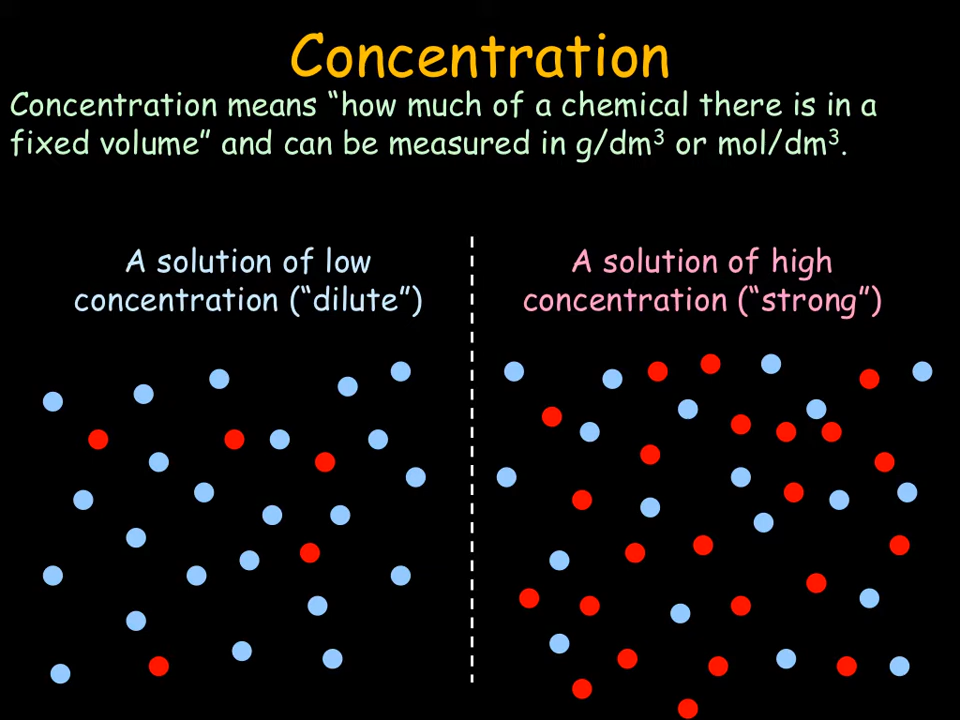 Concentration
Concentration means “how much of a chemical there is in a
fixed volume” and can be measured in g/dm³ or mol/dm³.
A solution of low
concentration (“dilute”)
A solution of high
concentration (“strong”)